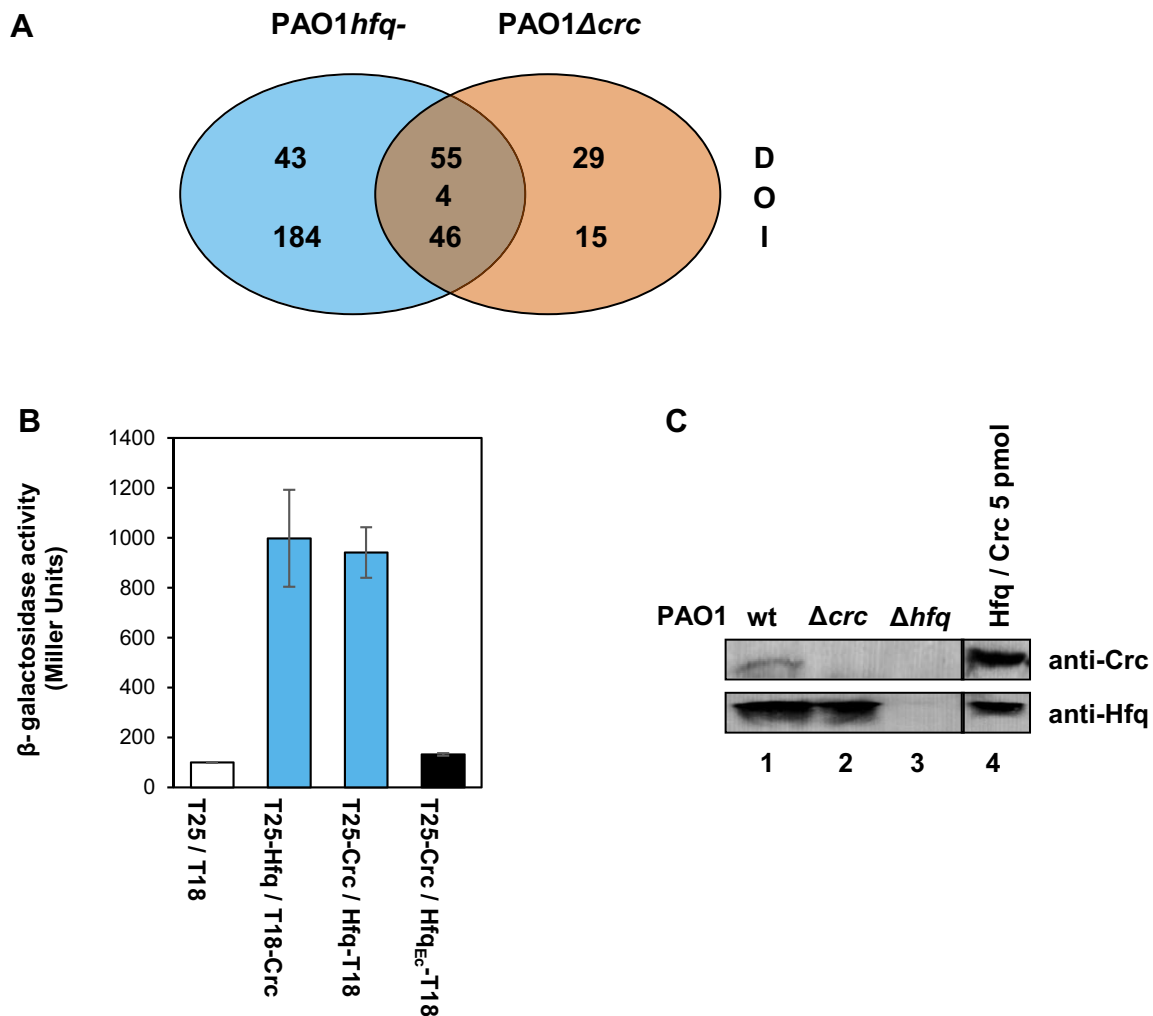 A
PAO1hfq-
PAO1Δcrc
43 55 29 D
4 O
184 46 15 I
B
β-galactosidase activity
(Miller Units)
1400
1200
1000
800
600
400
200
0
T25 / T18
T25-Hfq / T18-Crc
T25-Crc / Hfq-T18
T25-Crc / HfqEc-T18
C
Hfq / Crc 5 pmol
PAO1 wt Δcrc Δhfq
anti-Crc
anti-Hfq
1 2 3 4